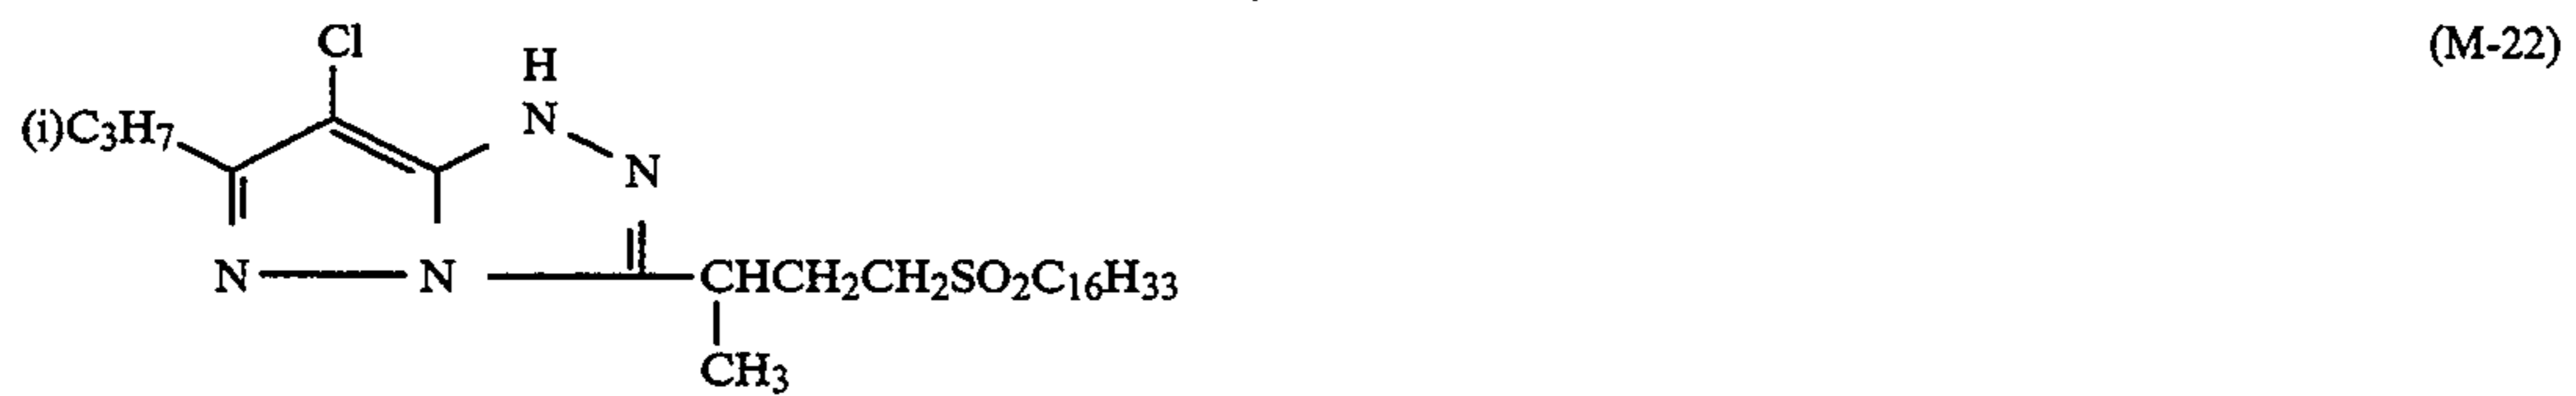 Cl
H
(M-22)
(i)C₃H₇
N
N
N
N
CHCH₂CH₂SO₂C₁₆H₃₃
CH₃